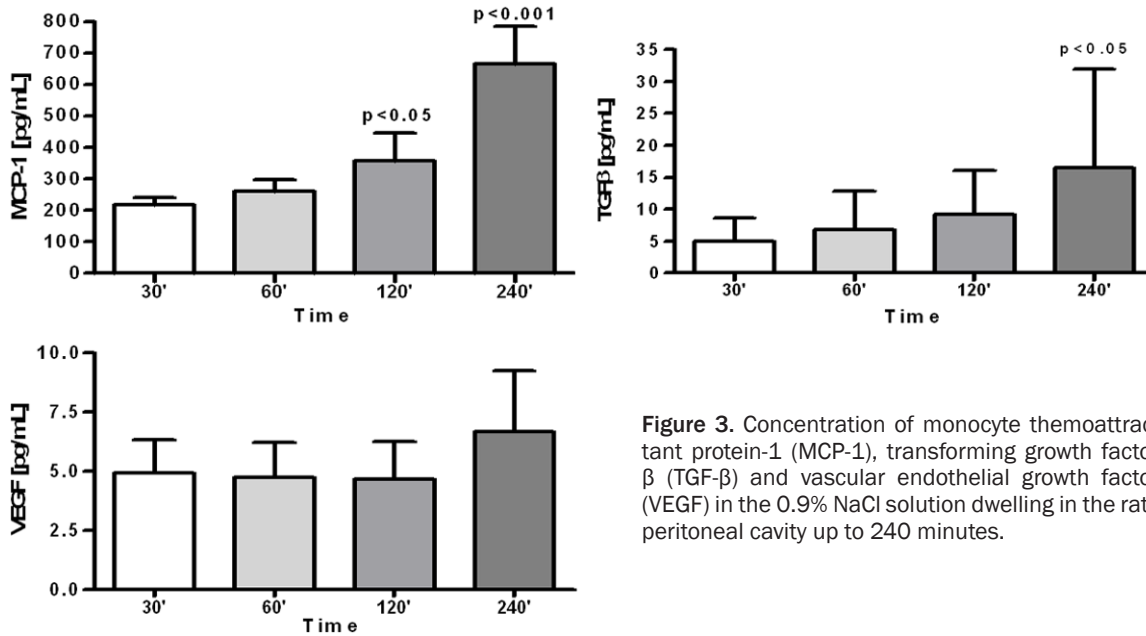 800
700
600
500
400
300
200
100
0
MCP-1 [pg/mL]
p<0.05
p<0.001
30' 60' 120' 240'
Time
35
30
25
20
15
10
5
0
TGFβ [pg/mL]
p<0.05
30' 60' 120' 240'
Time
10.0
7.5
5.0
2.5
0.0
VEGF [pg/mL]
30' 60' 120' 240'
Time
Figure 3. Concentration of monocyte themoattrac
tant protein-1 (MCP-1), transforming growth facto
β (TGF-β) and vascular endothelial growth facto
(VEGF) in the 0.9% NaCl solution dwelling in the rat
peritoneal cavity up to 240 minutes.